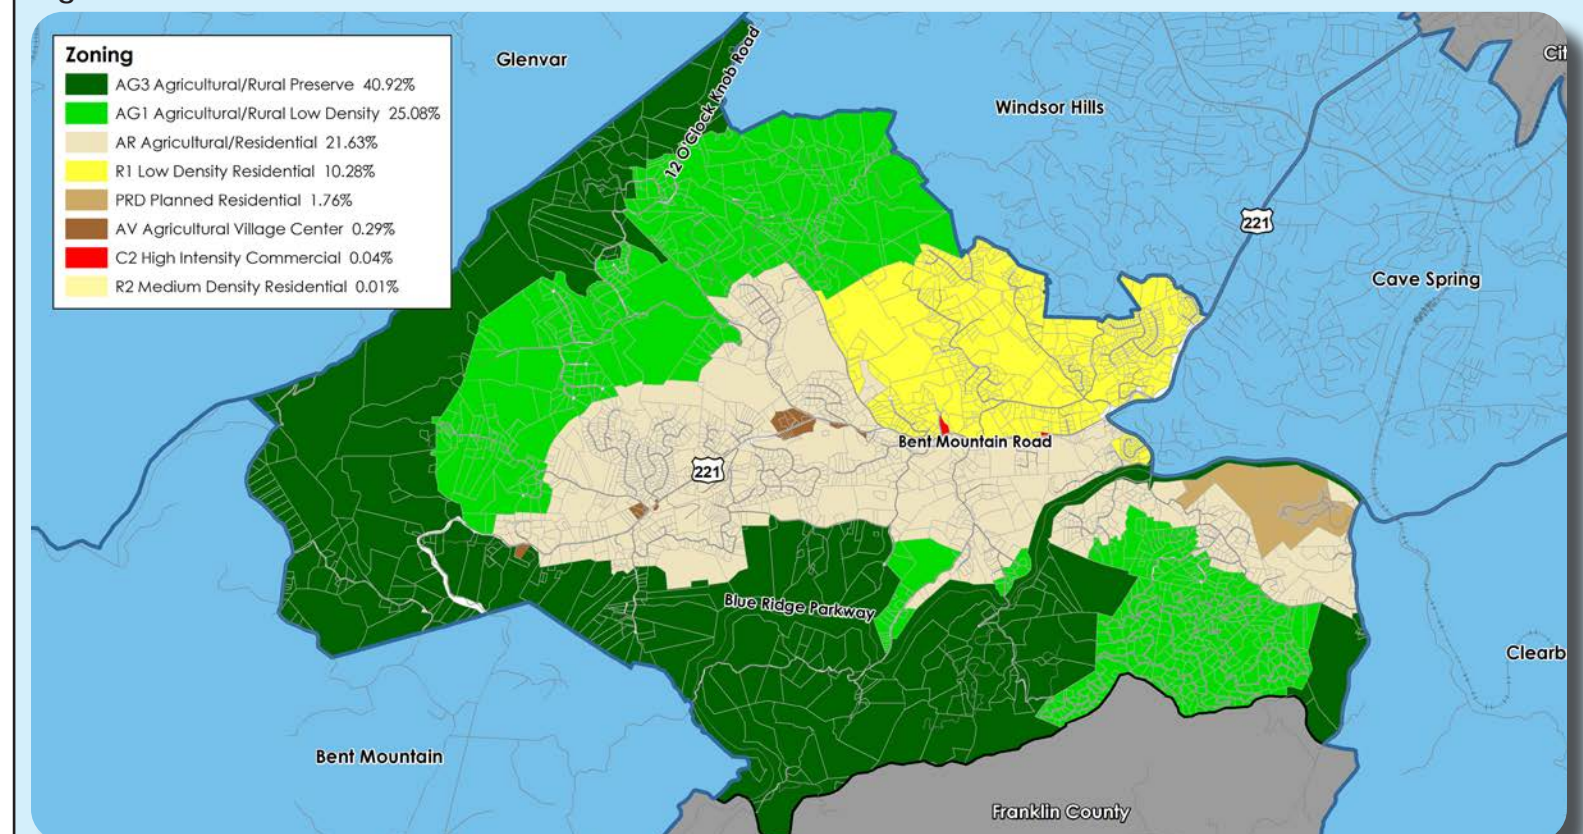 Zoning
AG3 Agricultural/Rural Preserve 40.92%
AG1 Agricultural/Rural Low Density 25.08%
AR Agricultural/Residential 21.63%
R1 Low Density Residential 10.28%
PRD Planned Residential 1.76%
AV Agricultural Village Center 0.29%
C2 High Intensity Commercial 0.04%
R2 Medium Density Residential 0.01%
Glenvar
12 O'Clock Knob Road
Windsor Hills
Cit
221
Cave Spring
Bent Mountain Road
221
Blue Ridge Parkway
Clearb
Bent Mountain
Franklin County